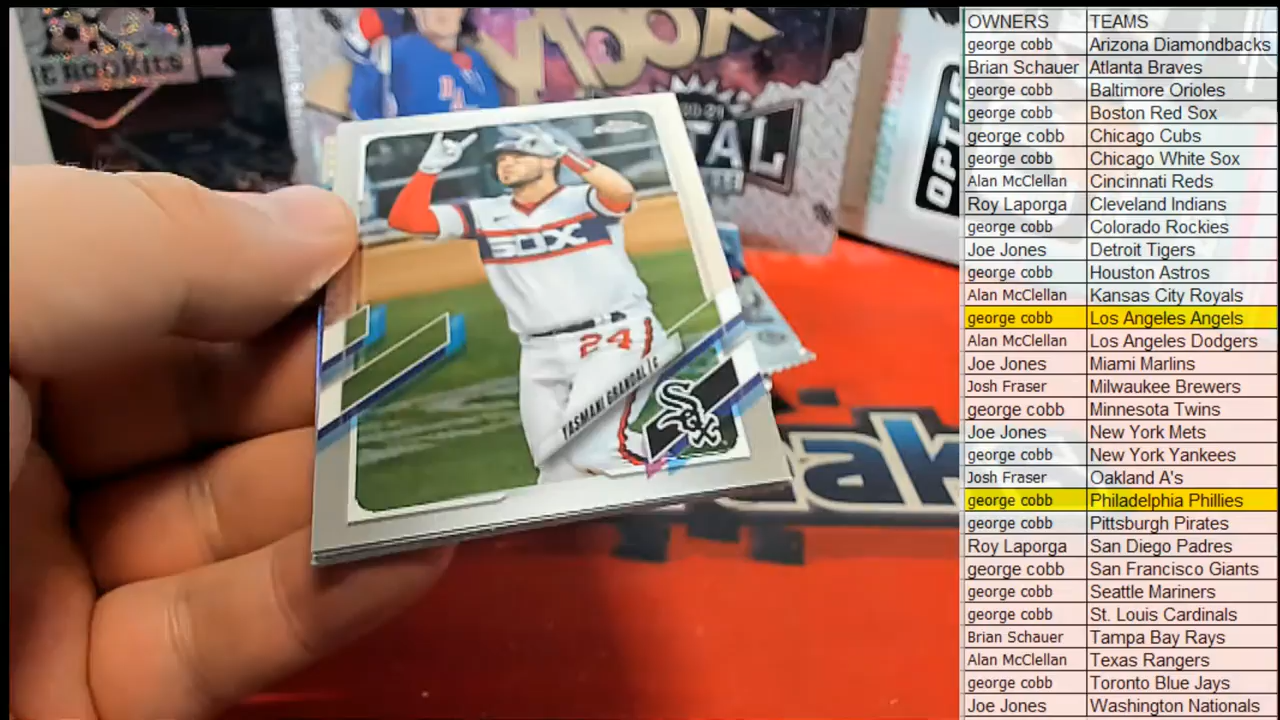 OWNERS TEAMS
george cobb Arizona Diamondbacks
Brian Schauer Atlanta Braves
george cobb Baltimore Orioles
george cobb Boston Red Sox
george cobb Chicago Cubs
george cobb Chicago White Sox
Alan McClellan Cincinnati Reds
Roy Laporga Cleveland Indians
george cobb Colorado Rockies
Joe Jones Detroit Tigers
george cobb Houston Astros
Alan McClellan Kansas City Royals
george cobb Los Angeles Angels
Alan McClellan Los Angeles Dodgers
Joe Jones Miami Marlins
Josh Fraser Milwaukee Brewers
george cobb Minnesota Twins
Joe Jones New York Mets
george cobb New York Yankees
Josh Fraser Oakland A's
george cobb Philadelphia Phillies
george cobb Pittsburgh Pirates
Roy Laporga San Diego Padres
george cobb San Francisco Giants
george cobb Seattle Mariners
george cobb St. Louis Cardinals
Brian Schauer Tampa Bay Rays
Alan McClellan Texas Rangers
george cobb Toronto Blue Jays
Joe Jones Washington Nationals
SOX
24
YASMANI GRANDAL | C
Sox
20-21
TAL
OPTIC
eak